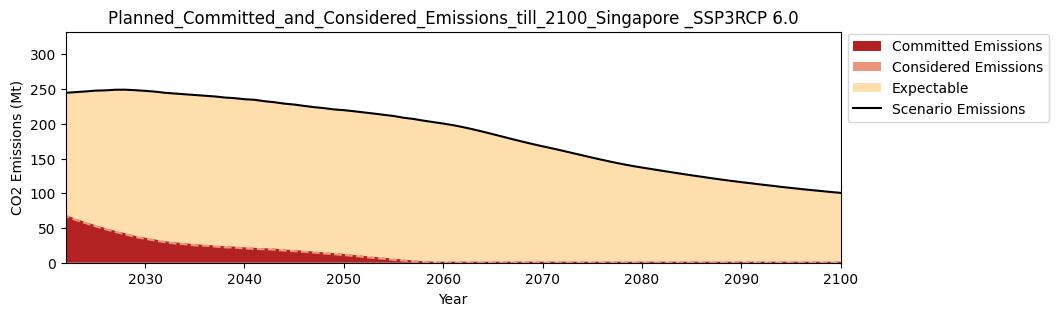 Planned_Committed_and_Considered_Emissions_till_2100_Singapore _SSP3RCP 6.0
300
250
200
150
100
50
0
CO2 Emissions (Mt)
2030 2040 2050 2060 2070 2080 2090 2100
Year
Committed Emissions
Considered Emissions
Expectable
Scenario Emissions